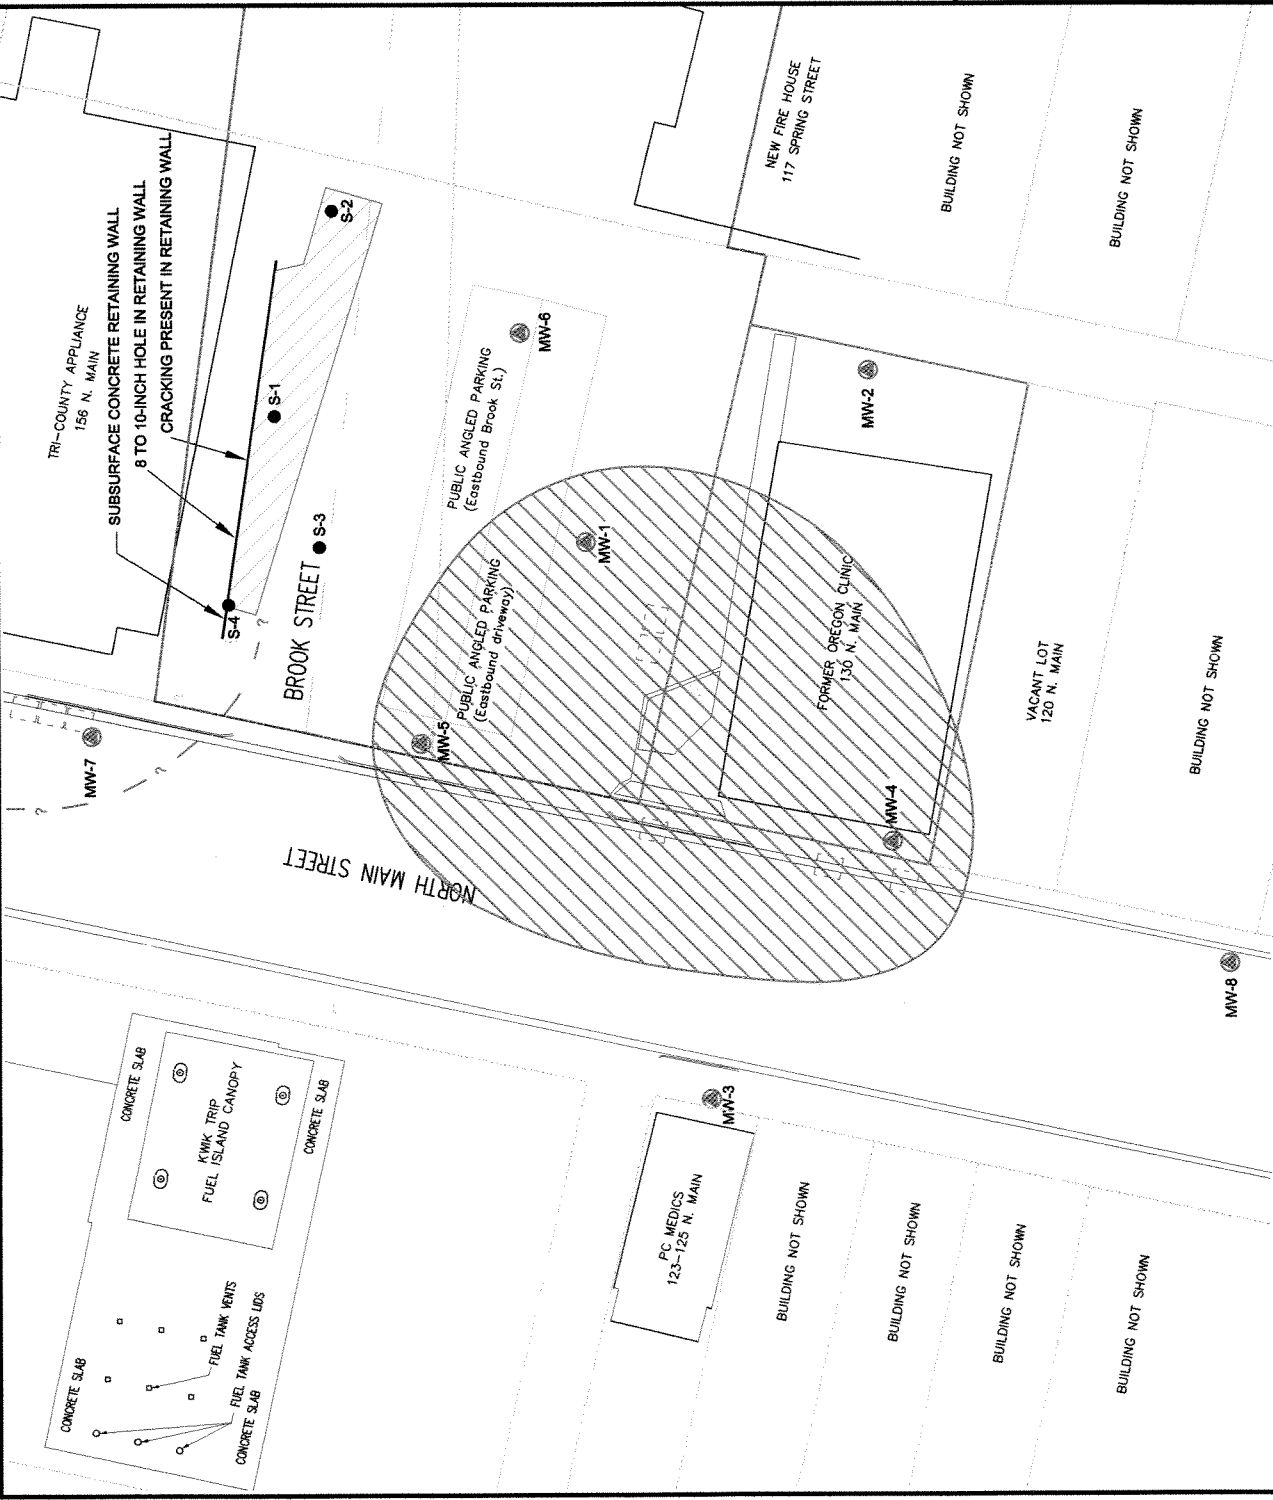 TRI-COUNTY APPLIANCE
156 N. MAIN
SUBSURFACE CONCRETE RETAINING WALL
8 TO 10-INCH HOLE IN RETAINING WALL
CRACKING PRESENT IN RETAINING WALL
S-2
S-1
S-3
S-4
?
BROOK STREET
?
?
?
MW-7
NEW FIRE HOUSE
117 SPRING STREET
BUILDING NOT SHOWN
BUILDING NOT SHOWN
PUBLIC ANGLED PARKING
(Eastbound Brook St.)
MW-6
PUBLIC ANGLED PARKING
(Eastbound driveway)
MW-1
MW-5
MW-2
FORMER OREGON CLINIC
130 N. MAIN
MW-4
VACANT LOT
120 N. MAIN
BUILDING NOT SHOWN
NORTH MAIN STREET
MW-8
CONCRETE SLAB
KWIK TRIP
FUEL ISLAND CANOPY
CONCRETE SLAB
CONCRETE SLAB
FUEL TANK VENTS
FUEL TANK ACCESS LIDS
CONCRETE SLAB
MW-3
PC MEDICS
123-125 N. MAIN
BUILDING NOT SHOWN
BUILDING NOT SHOWN
BUILDING NOT SHOWN
BUILDING NOT SHOWN